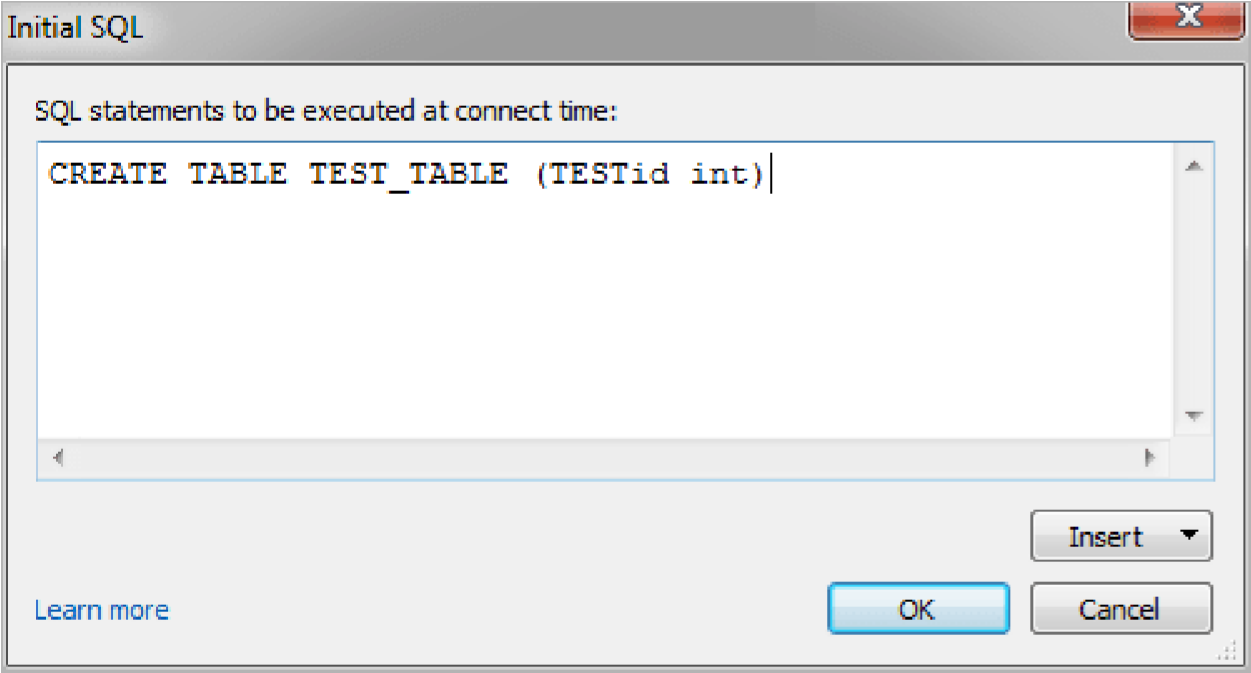 Initial SQL
SQL statements to be executed at connect time:
CREATE TABLE TEST_TABLE (TESTid int)
Insert
Learn more
OK
Cancel